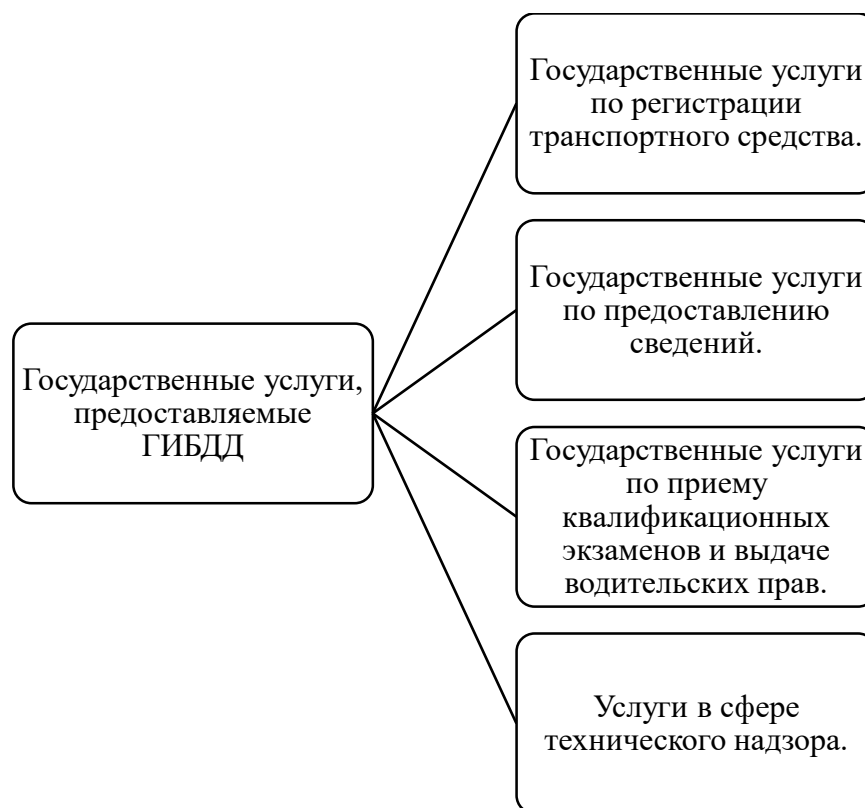 Государственные услуги
по регистрации
транспортного средства.
Государственные услуги
по предоставлению
сведений.
Государственные услуги,
предоставляемые
ГИБДД
Государственные услуги
по приему
квалификационных
экзаменов и выдаче
водительских прав.
Услуги в сфере
технического надзора.